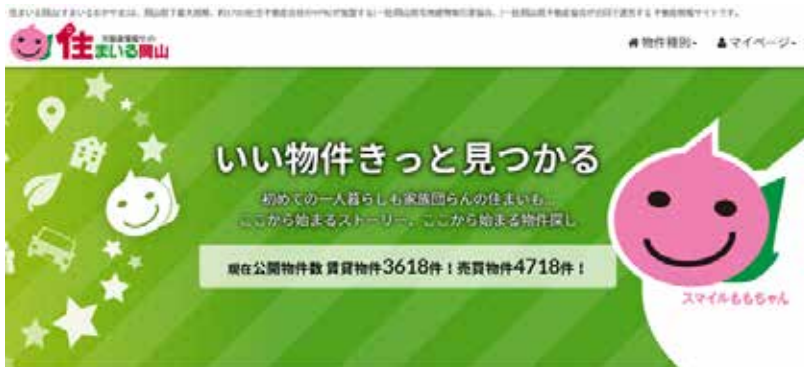 住まいる岡山
物件種別
マイページ
いい物件きっと見つかる
初めての一人暮らしも家族団らんの住まいも...
ここから始まるストーリー、ここから始まる物件探し
現在公開物件数 賃貸物件3618件!売買物件4718件!
スマイルももちゃん